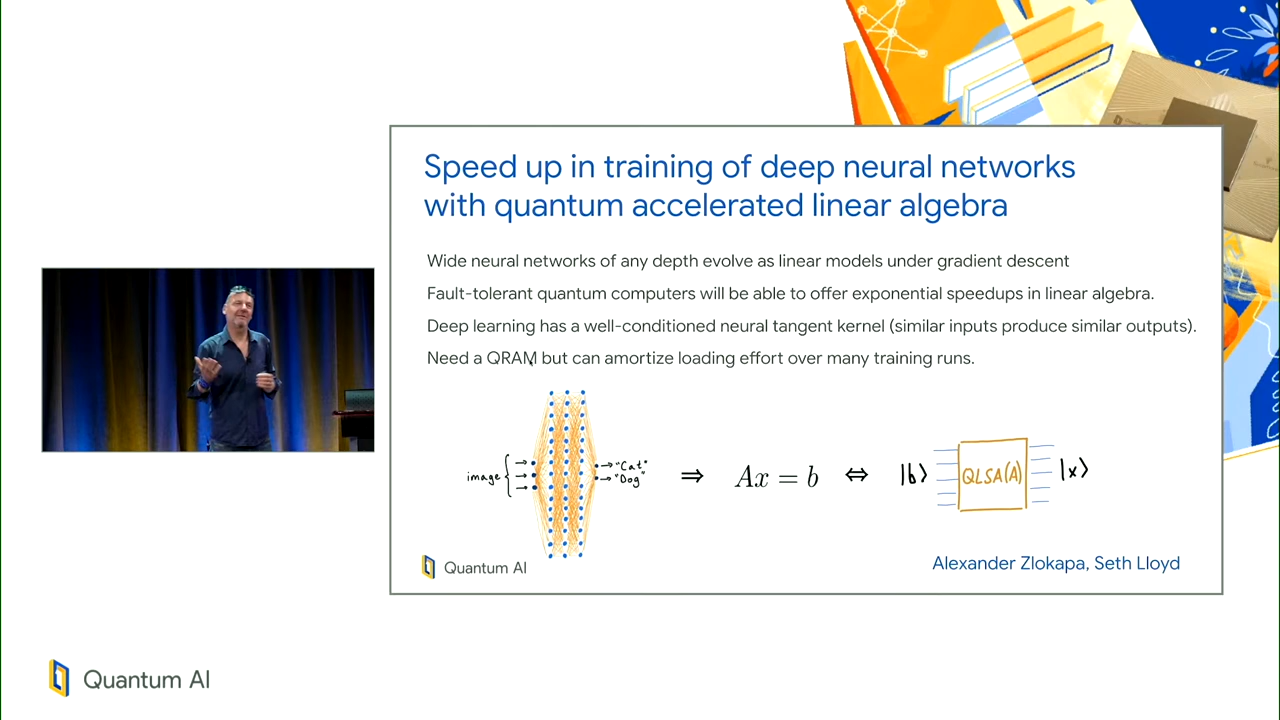 Speed up in training of deep neural networks
with quantum accelerated linear algebra
Wide neural networks of any depth evolve as linear models under gradient descent
Fault-tolerant quantum computers will be able to offer exponential speedups in linear algebra.
Deep learning has a well-conditioned neural tangent kernel (similar inputs produce similar outputs).
Need a QRAM but can amortize loading effort over many training runs.
image { → → → → "Cat" → "Dog" ⇒ Ax = b ⇔ |b⟩ QLSA(A) |x⟩
Quantum AI
Alexander Zlokapa, Seth Lloyd
Quantum AI